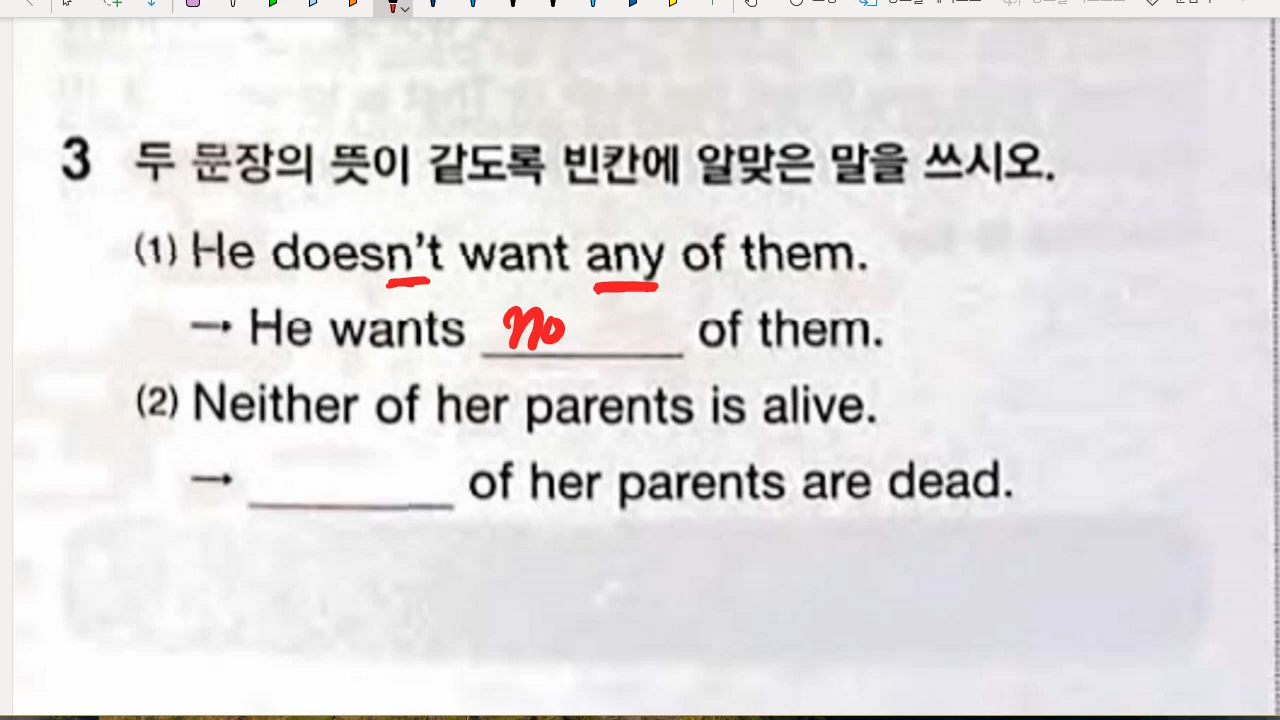 3 두 문장의 뜻이 같도록 빈칸에 알맞은 말을 쓰시오.
(1) He doesn't want any of them.
→ He wants no of them.
(2) Neither of her parents is alive.
→ of her parents are dead.